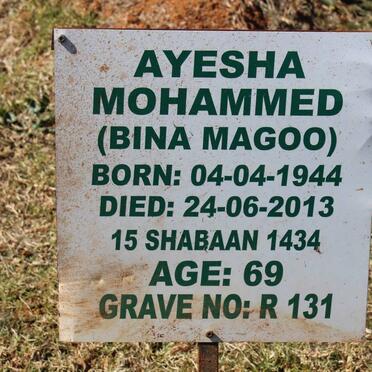 AYESHA
MOHAMMED
(BINA MAGOO)
BORN: 04-04-1944
DIED: 24-06-2013
15 SHABAAN 1434
AGE: 69
GRAVE NO: R 131